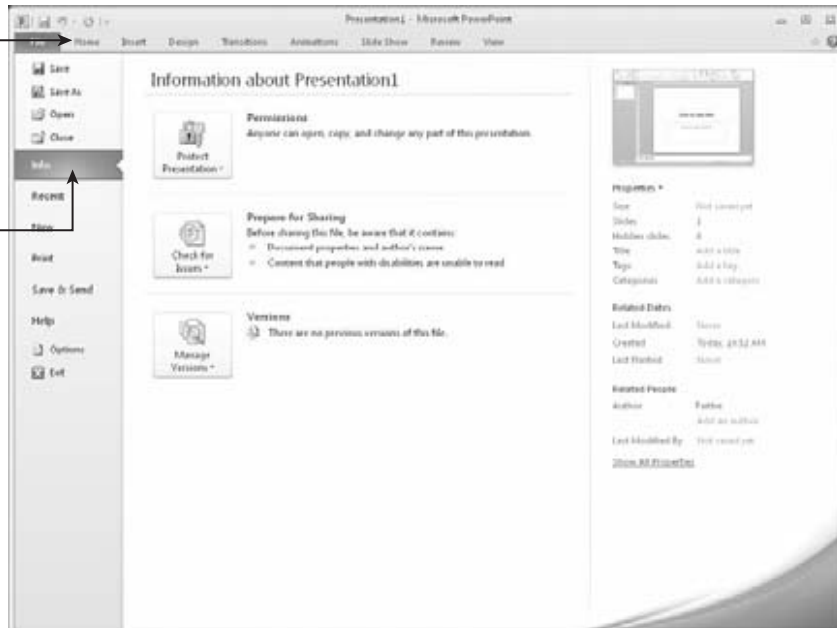 Presentation1 - Microsoft PowerPoint
File Home Insert Design Transitions Animations Slide Show Review View
Save
Save As
Open
Close
Info
Recent
New
Print
Save & Send
Help
Options
Exit
Information about Presentation1
Protect
Presentation
Permissions
Anyone can open, copy, and change any part of this presentation.
Check for
Issues
Prepare for Sharing
Before sharing this file, be aware that it contains:
Document properties and author's name
Content that people with disabilities are unable to read
Manage
Versions
Versions
There are no previous versions of this file.
Properties
Size Not saved yet
Slides 1
Hidden slides
Title Add a title
Tags Add a tag
Categories Add a category
Related Dates
Last Modified Never
Created Today, AM
Last Printed Never
Related People
Author
Add an author
Last Modified By Not saved yet
Show All Properties